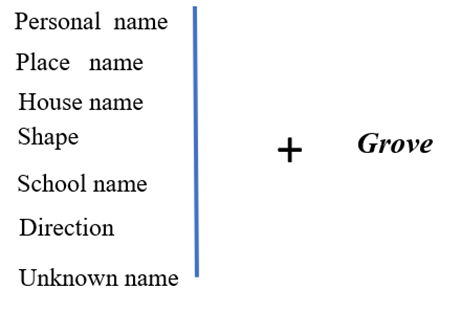 Personal name
Place name
House name
Shape
School name
Direction
Unknown name
+ Grove